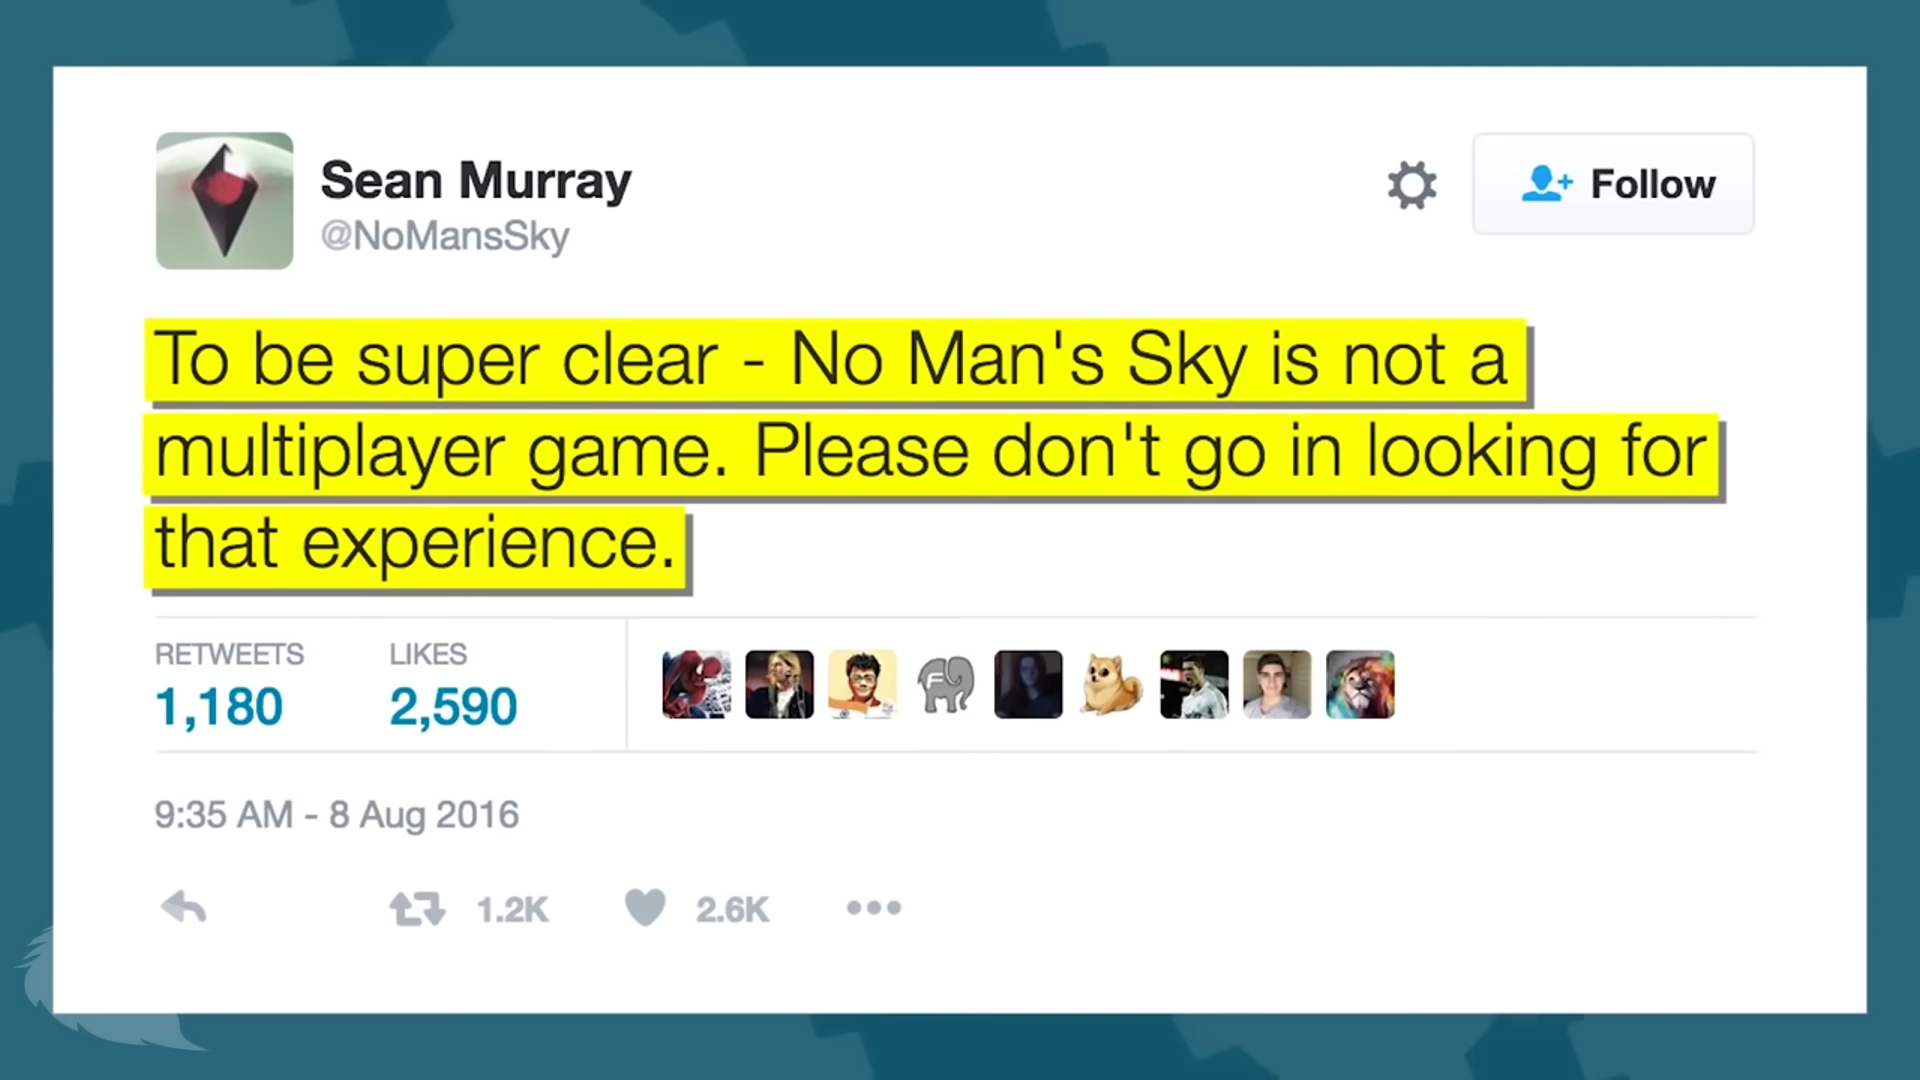 Sean Murray
@NoMansSky
Follow
To be super clear - No Man's Sky is not a
multiplayer game. Please don't go in looking for
that experience.
RETWEETS LIKES
1,180 2,590
F
9:35 AM - 8 Aug 2016
1.2K 2.6K